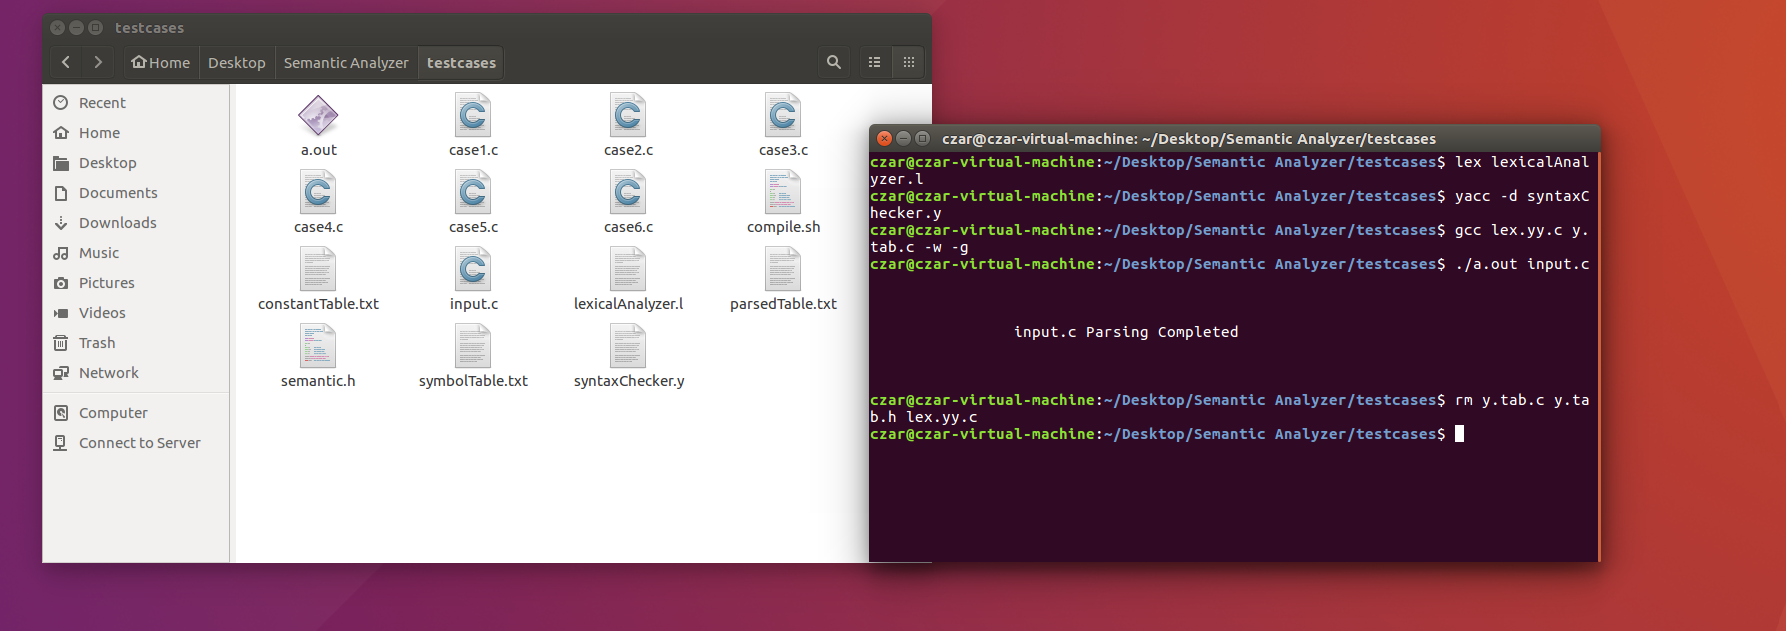 testcases
Home Desktop Semantic Analyzer testcases
Recent
Home
Desktop
Documents
Downloads
Music
Pictures
Videos
Trash
Network
Computer
Connect to Server
a.out case1.c case2.c case3.c
case4.c case5.c case6.c compile.sh
constantTable.txt input.c lexicalAnalyzer.l parsedTable.txt
semantic.h symbolTable.txt syntaxChecker.y
czar@czar-virtual-machine: ~/Desktop/Semantic Analyzer/testcases
czar@czar-virtual-machine:~/Desktop/Semantic Analyzer/testcases$ lex lexicalAnal
yzer.l
czar@czar-virtual-machine:~/Desktop/Semantic Analyzer/testcases$ yacc -d syntaxC
hecker.y
czar@czar-virtual-machine:~/Desktop/Semantic Analyzer/testcases$ gcc lex.yy.c y.
tab.c -w -g
czar@czar-virtual-machine:~/Desktop/Semantic Analyzer/testcases$ ./a.out input.c
input.c Parsing Completed
czar@czar-virtual-machine:~/Desktop/Semantic Analyzer/testcases$ rm y.tab.c y.ta
b.h lex.yy.c
czar@czar-virtual-machine:~/Desktop/Semantic Analyzer/testcases$